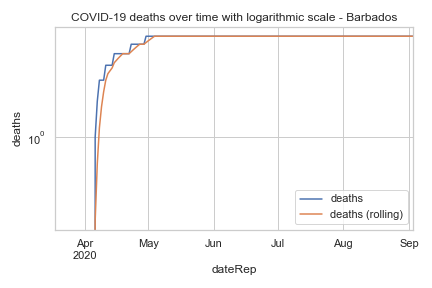 COVID-19 deaths over time with logarithmic scale - Barbados
deaths
10⁰
deaths
deaths (rolling)
Apr
2020
May
Jun
Jul
Aug
Sep
dateRep